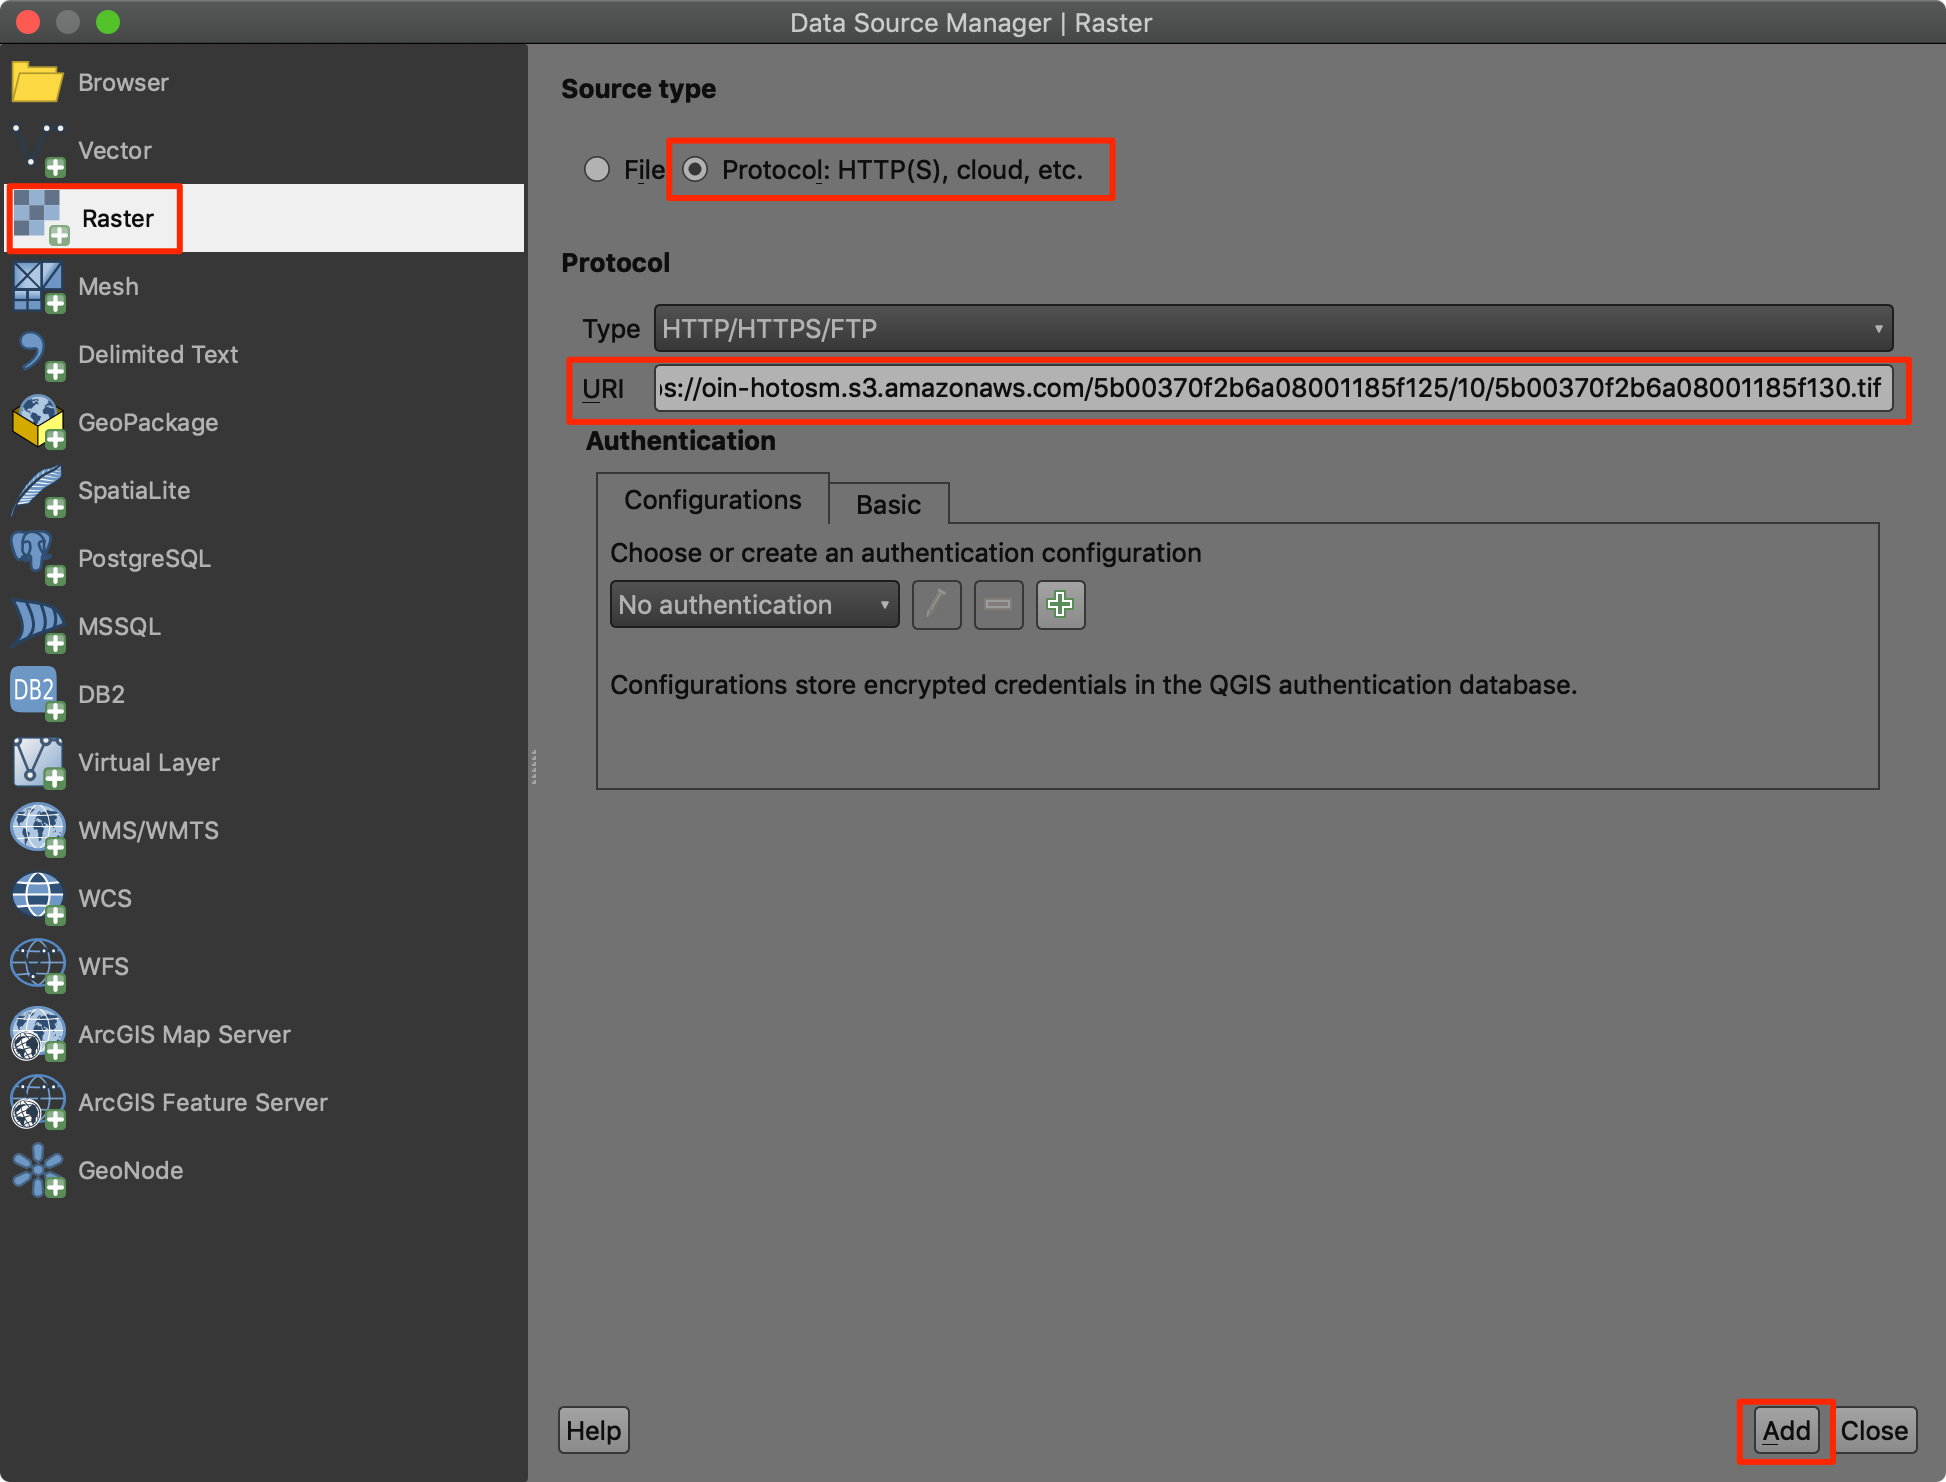 Data Source Manager | Raster
Browser
Vector
Raster
Mesh
Delimited Text
GeoPackage
SpatiaLite
PostgreSQL
MSSQL
DB2
DB2
Virtual Layer
WMS/WMTS
WCS
WFS
ArcGIS Map Server
ArcGIS Feature Server
GeoNode
Source type
File
Protocol: HTTP(S), cloud, etc.
Protocol
Type HTTP/HTTPS/FTP
URI s://oin-hotosm.s3.amazonaws.com/5b00370f2b6a08001185f125/10/5b00370f2b6a08001185f130.tif
Authentication
Configurations Basic
Choose or create an authentication configuration
No authentication
Configurations store encrypted credentials in the QGIS authentication database.
Help Add Close